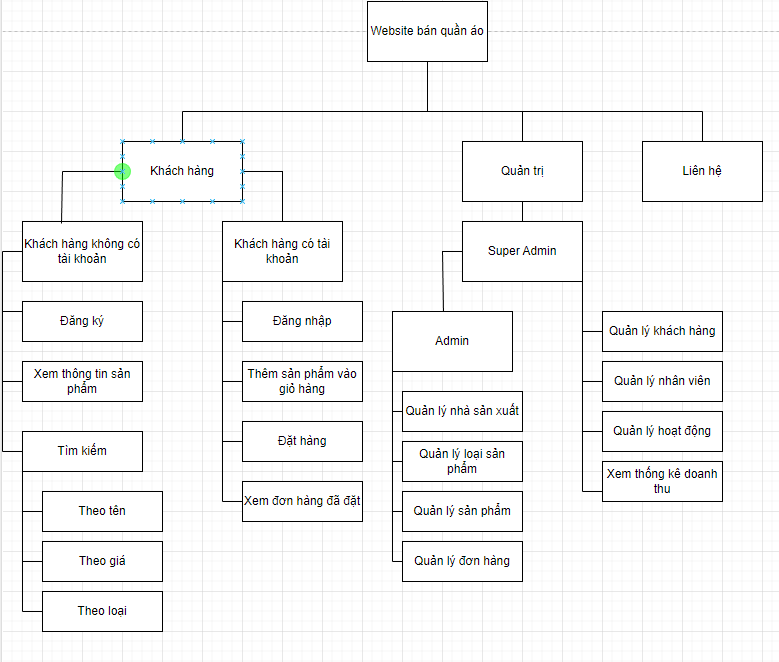 Website bán quần áo
Khách hàng
Quản trị
Liên hệ
Khách hàng không có
tài khoản
Khách hàng có tài
khoản
Super Admin
Đăng ký
Đăng nhập
Admin
Quản lý khách hàng
Xem thông tin sản
phẩm
Thêm sản phẩm vào
giỏ hàng
Quản lý nhân viên
Quản lý nhà sản xuất
Quản lý hoạt động
Tìm kiếm
Đặt hàng
Quản lý loại sản
phẩm
Xem thống kê doanh
thu
Theo tên
Xem đơn hàng đã đặt
Quản lý sản phẩm
Theo giá
Quản lý đơn hàng
Theo loại